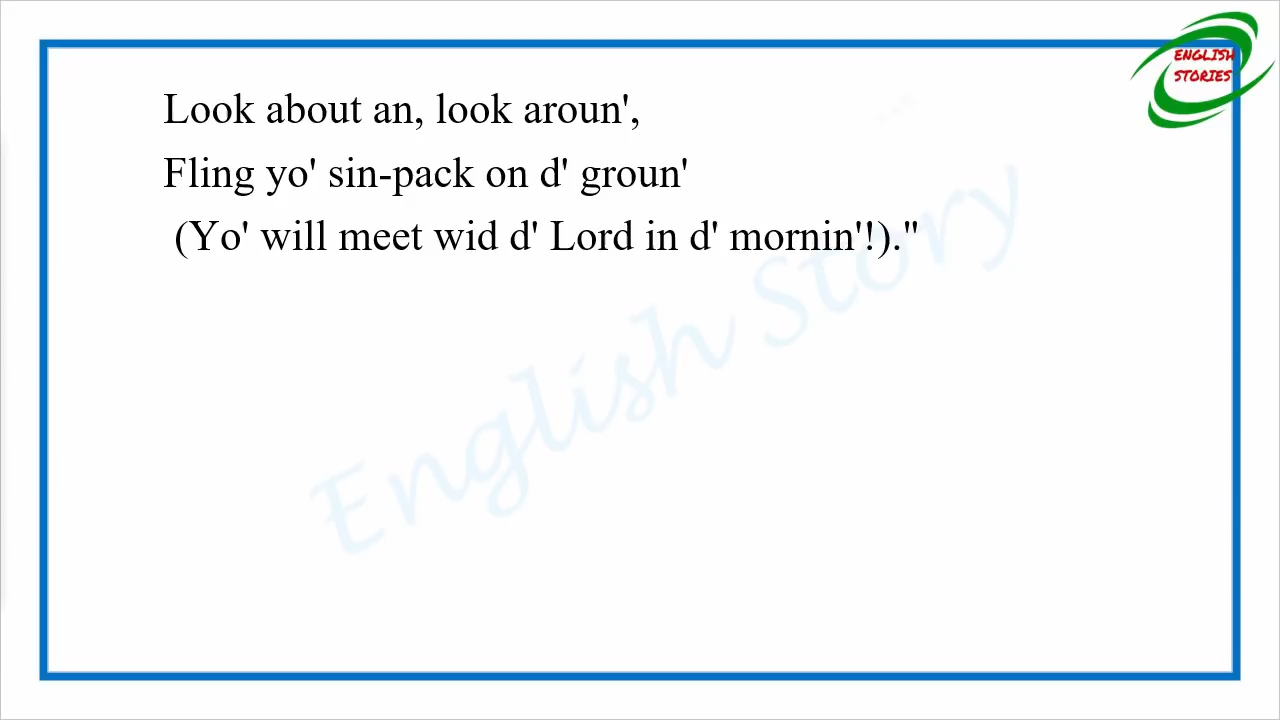 ENGLISH
STORIES
Look about an, look aroun',
Fling yo' sin-pack on d' groun'
(Yo' will meet wid d' Lord in d' mornin'!)."
English Story